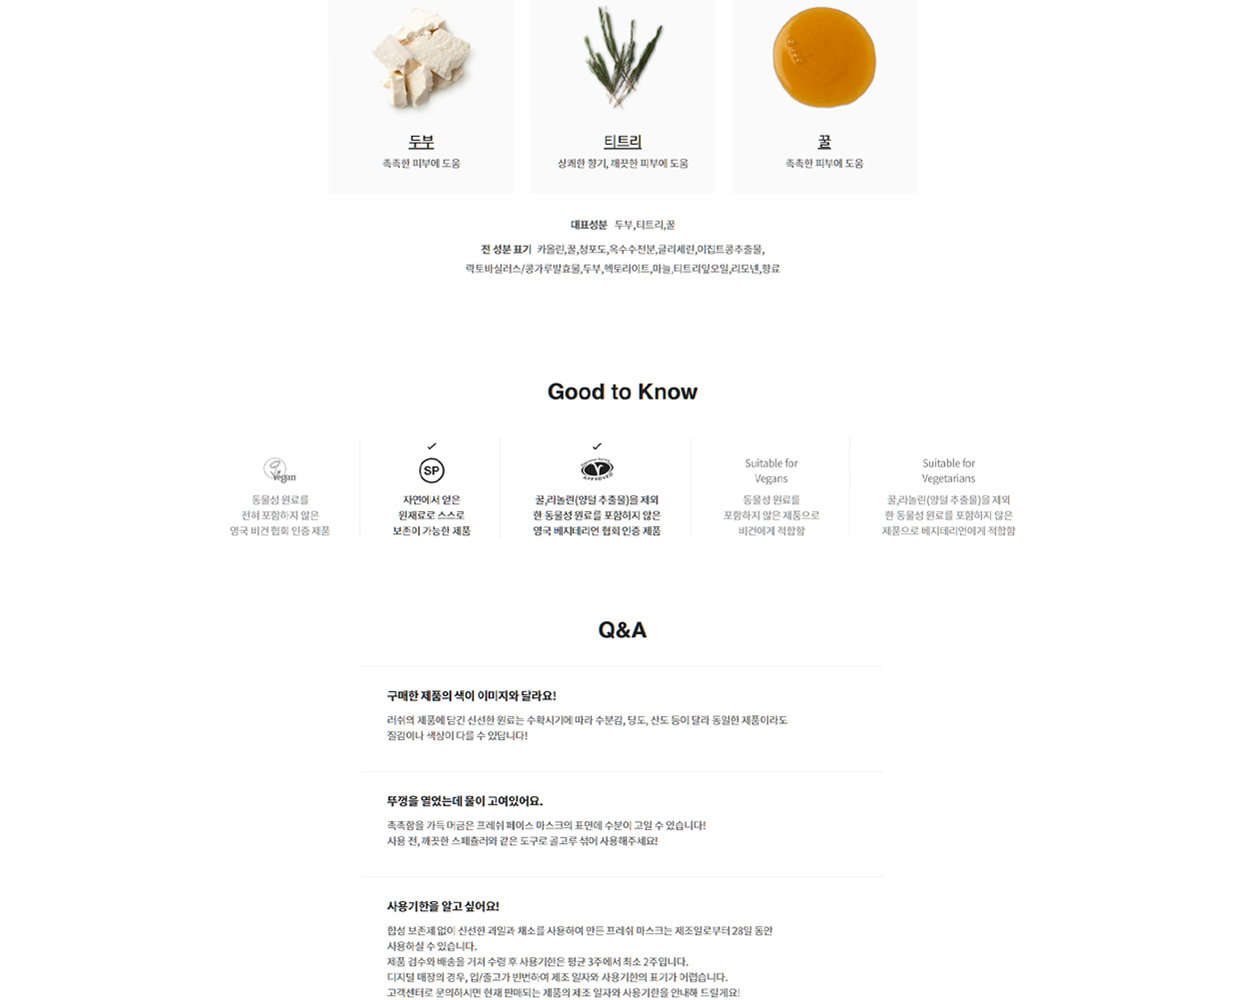 두부
촉촉한 피부에 도움
티트리
상쾌한 향기, 깨끗한 피부에 도움
꿀
촉촉한 피부에 도움
대표성분 두부,티트리,꿀
전 성분 표기 카올린,꿀,청포도,옥수수전분,글리세린,이집트콩추출물,
락토바실러스/콩가루발효물,두부,헥토라이트,마늘,티트리잎오일,리모넨,향료
Good to Know
Vegan
동물성 원료를
전혀 포함하지 않은
영국 비건 협회 인증 제품
SP
자연에서 얻은
원재료로 스스로
보존이 가능한 제품
APPROVED
꿀,라놀린(양털 추출물)을 제외
한 동물성 원료를 포함하지 않은
영국 베지테리언 협회 인증 제품
Suitable for
Vegans
동물성 원료를
포함하지 않은 제품으로
비건에게 적합함
Suitable for
Vegetarians
꿀,라놀린(양털 추출물)을 제외
한 동물성 원료를 포함하지 않은
제품으로 베지테리언에게 적합함
Q&A
구매한 제품의 색이 이미지와 달라요!
러쉬의 제품에 담긴 신선한 원료는 수확시기에 따라 수분감, 당도, 산도 등이 달라 동일한 제품이라도
질감이나 색상이 다를 수 있답니다!
뚜껑을 열었는데 물이 고여있어요.
촉촉함을 가득 머금은 프레쉬 페이스 마스크의 표면에 수분이 고일 수 있습니다!
사용 전, 깨끗한 스페츌러와 같은 도구로 골고루 섞어 사용해주세요!
사용기한을 알고 싶어요!
합성 보존제 없이 신선한 과일과 채소를 사용하여 만든 프레쉬 마스크는 제조일로부터 28일 동안
사용하실 수 있습니다.
제품 검수와 배송을 거쳐 수령 후 사용기한은 평균 3주에서 최소 2주입니다.
디지털 매장의 경우, 입/출고가 빈번하여 제조 일자와 사용기한의 표기가 어렵습니다.
고객센터로 문의하시면 현재 판매되는 제품의 제조 일자와 사용기한을 안내해 드릴게요!